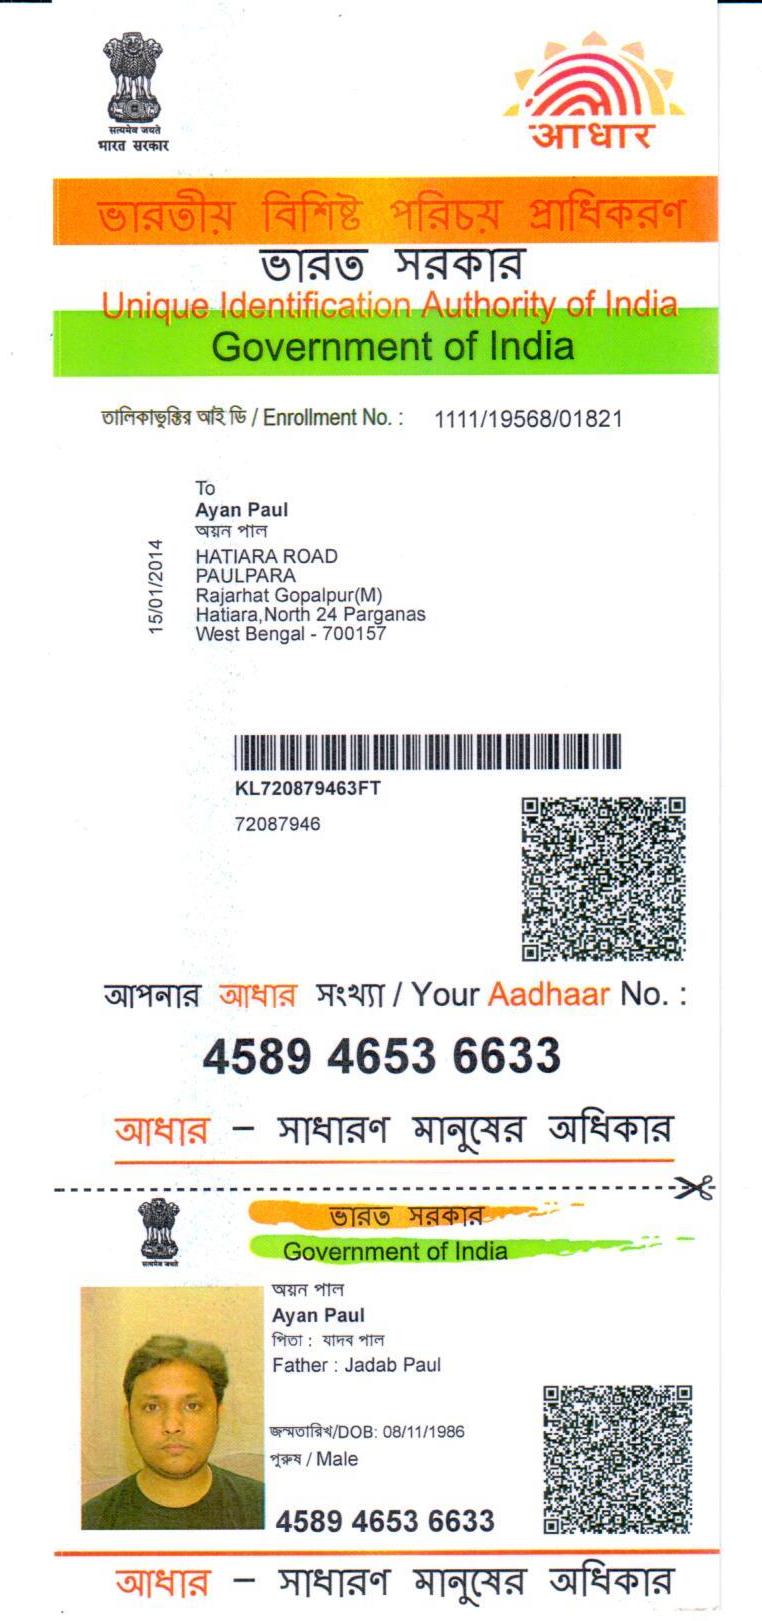 सत्यमेव जयते
भारत सरकार
आधार
ভারতীয় বিশিষ্ট পরিচয় প্রাধিকরণ
ভারত সরকার
Unique Identification Authority of India
Government of India
তালিকাভুক্তির আই ডি / Enrollment No. : 1111/19568/01821
15/01/2014
To
Ayan Paul
অয়ন পাল
HATIARA ROAD
PAULPARA
Rajarhat Gopalpur(M)
Hatiara,North 24 Parganas
West Bengal - 700157
KL720879463FT
72087946
আপনার আধার সংখ্যা / Your Aadhaar No. :
4589 4653 6633
আধার – সাধারণ মানুষের অধিকার
सत्यमेव जयते
ভারত সরকার
Government of India
অয়ন পাল
Ayan Paul
পিতা : যাদব পাল
Father : Jadab Paul
জন্মতারিখ/DOB: 08/11/1986
পুরুষ / Male
4589 4653 6633
আধার – সাধারণ মানুষের অধিকার